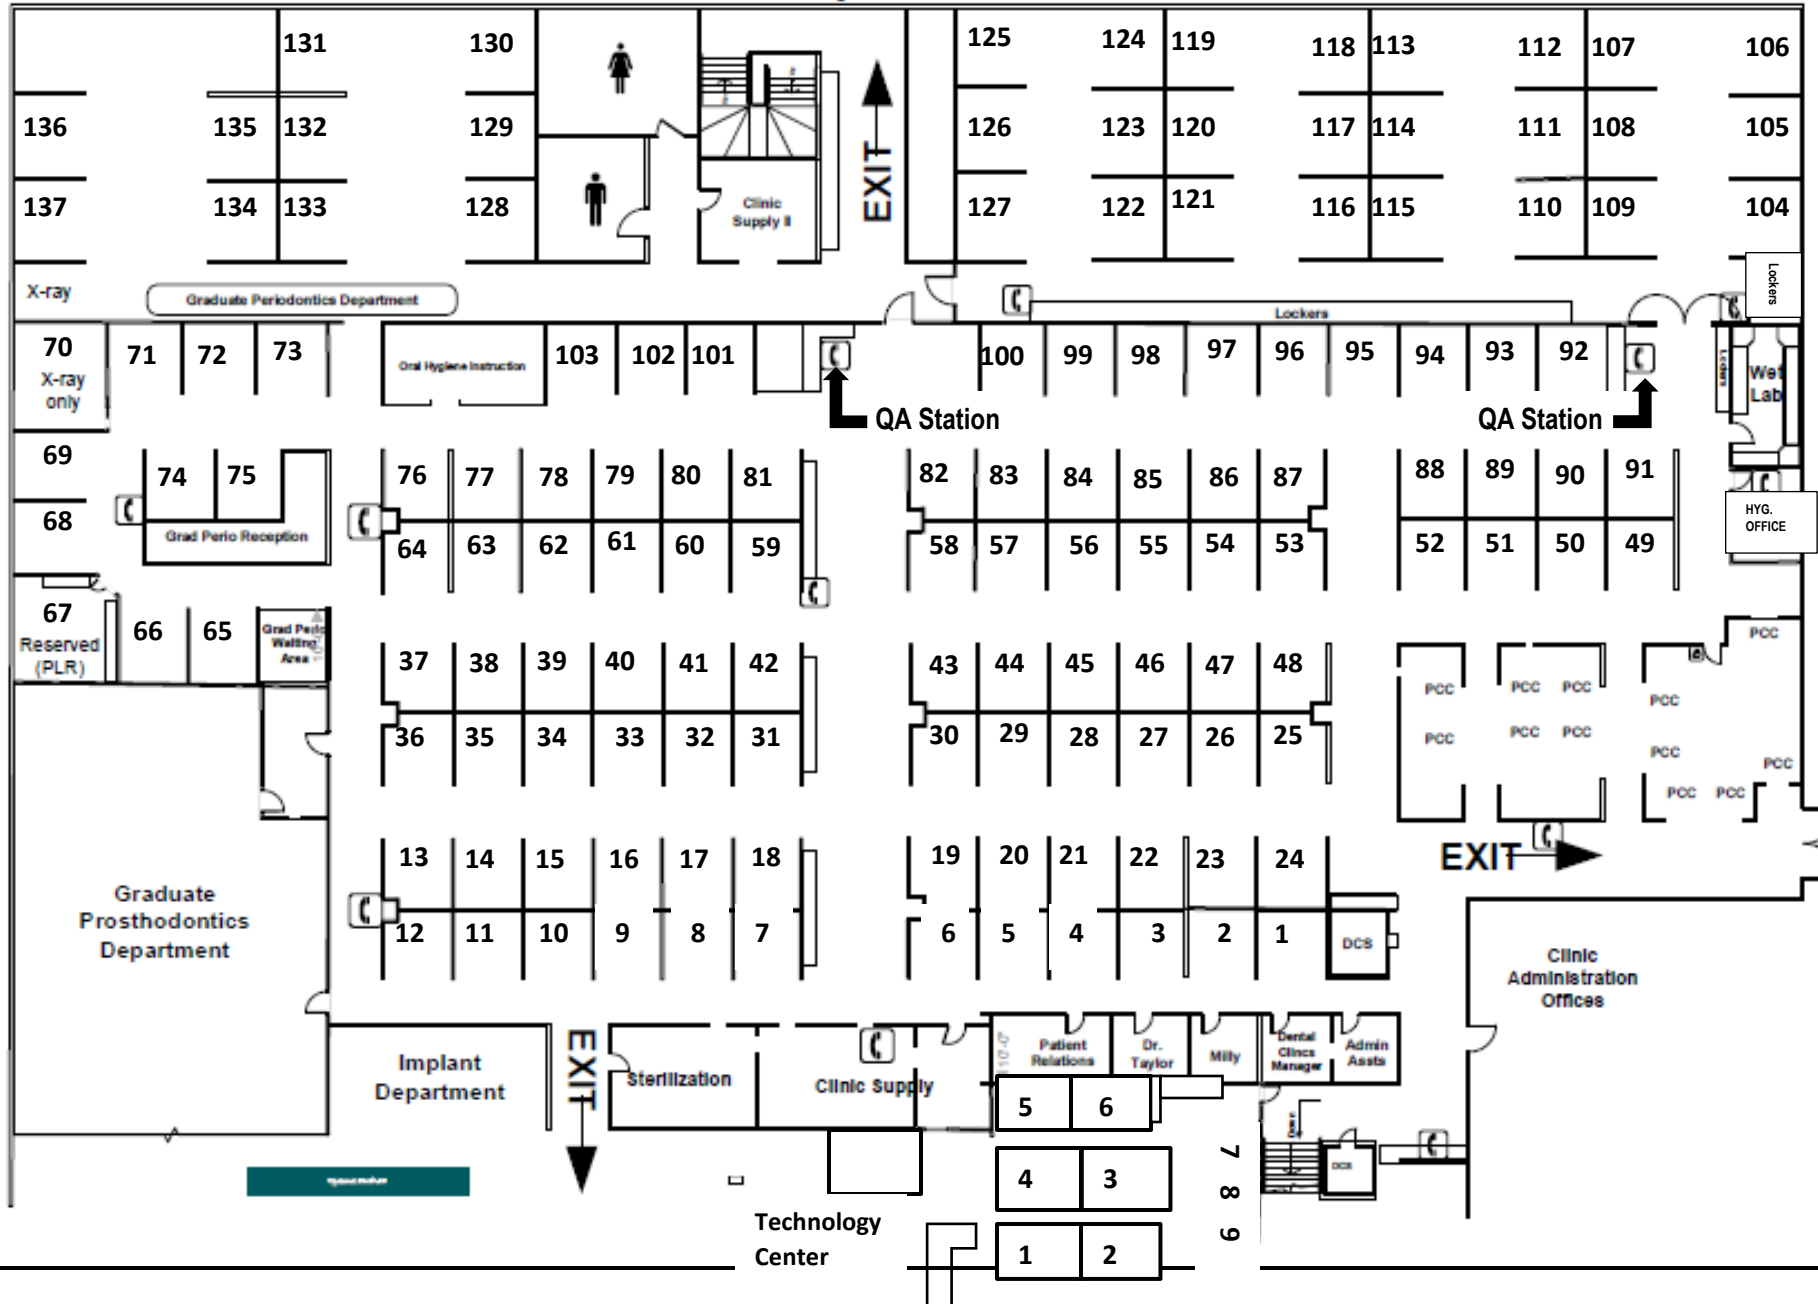 131 130 125 124 119 118 113 112 107 106
136 135 132 129 126 123 120 117 114 111 108 105
137 134 133 128 127 122 121 116 115 110 109 104
Clinic
Supply II
EXIT
X-ray
Graduate Periodontics Department
Lockers
Lockers
70 71 72 73 103 102 101 100 99 98 97 96 95 94 93 92
X-ray
only
Oral Hygiene Instruction
Lockers
Wet
Lab
QA Station
QA Station
69 74 75 76 77 78 79 80 81 82 83 84 85 86 87 88 89 90 91
68 64 63 62 61 60 59 58 57 56 55 54 53 52 51 50 49
Grad Perio Reception
HYG.
OFFICE
67 66 65
Reserved
(PLR)
Grad Perio
Waiting
Area
37 38 39 40 41 42 43 44 45 46 47 48
36 35 34 33 32 31 30 29 28 27 26 25
PCC
PCC PCC PCC PCC
PCC PCC PCC PCC
PCC
PCC PCC
13 14 15 16 17 18 19 20 21 22 23 24
EXIT
12 11 10 9 8 7 6 5 4 3 2 1
DCS
Graduate
Prosthodontics
Department
Clinic
Administration
Offices
Implant
Department
EXIT
Sterilization
Clinic Supply
10'-0"
Patient
Relations
Dr.
Taylor
Milly
Dental
Clincs
Manager
Admin
Assts
5 6
4 3
1 2
7
8
9
Down
DCS
Technology
Center